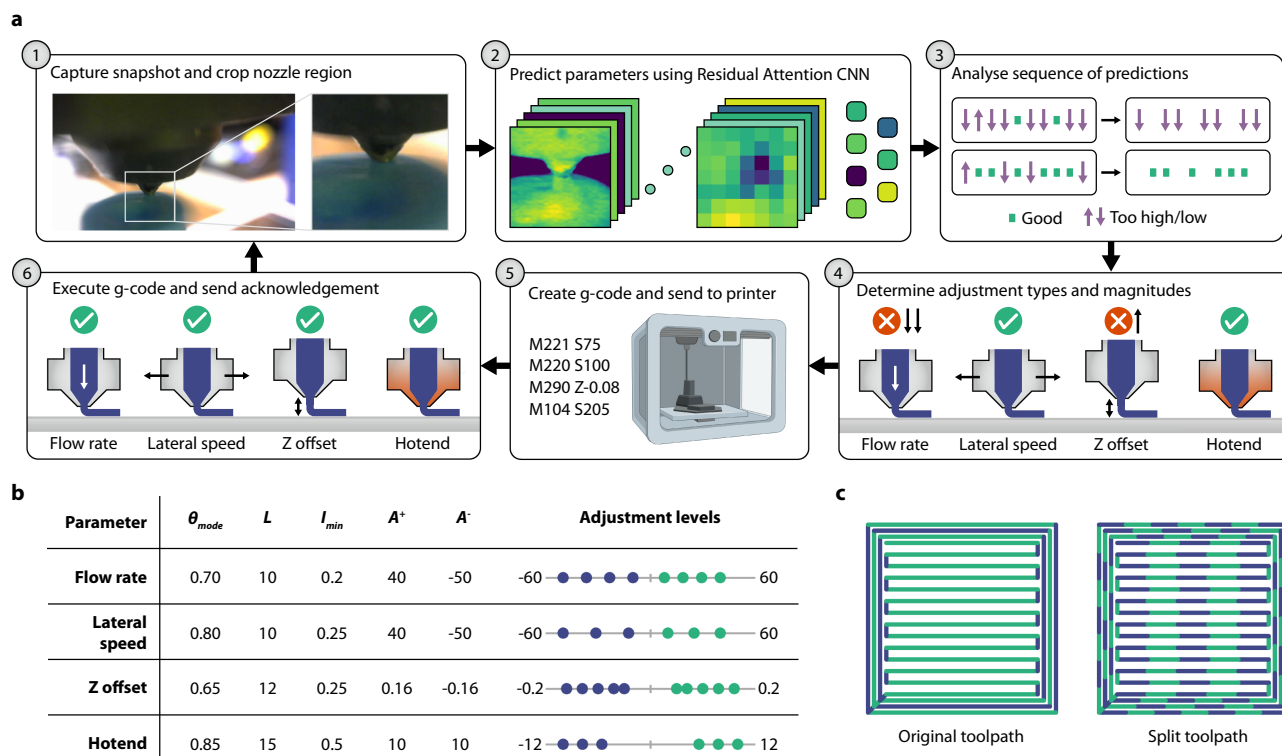 a
1
Capture snapshot and crop nozzle region
2
Predict parameters using Residual Attention CNN
3
Analyse sequence of predictions
Good
Too high/low
6
Execute g-code and send acknowledgement
Flow rate
Lateral speed
Z offset
Hotend
5
Create g-code and send to printer
M221 S75
M220 S100
M290 Z-0.08
M104 S205
4
Determine adjustment types and magnitudes
Flow rate
Lateral speed
Z offset
Hotend
b
Parameter θmode L Imin A+ A- Adjustment levels
Flow rate 0.70 10 0.2 40 -50 -60 60
Lateral
speed 0.80 10 0.25 40 -50 -60 60
Z offset 0.65 12 0.25 0.16 -0.16 -0.2 0.2
Hotend 0.85 15 0.5 10 10 -12 12
c
Original toolpath
Split toolpath